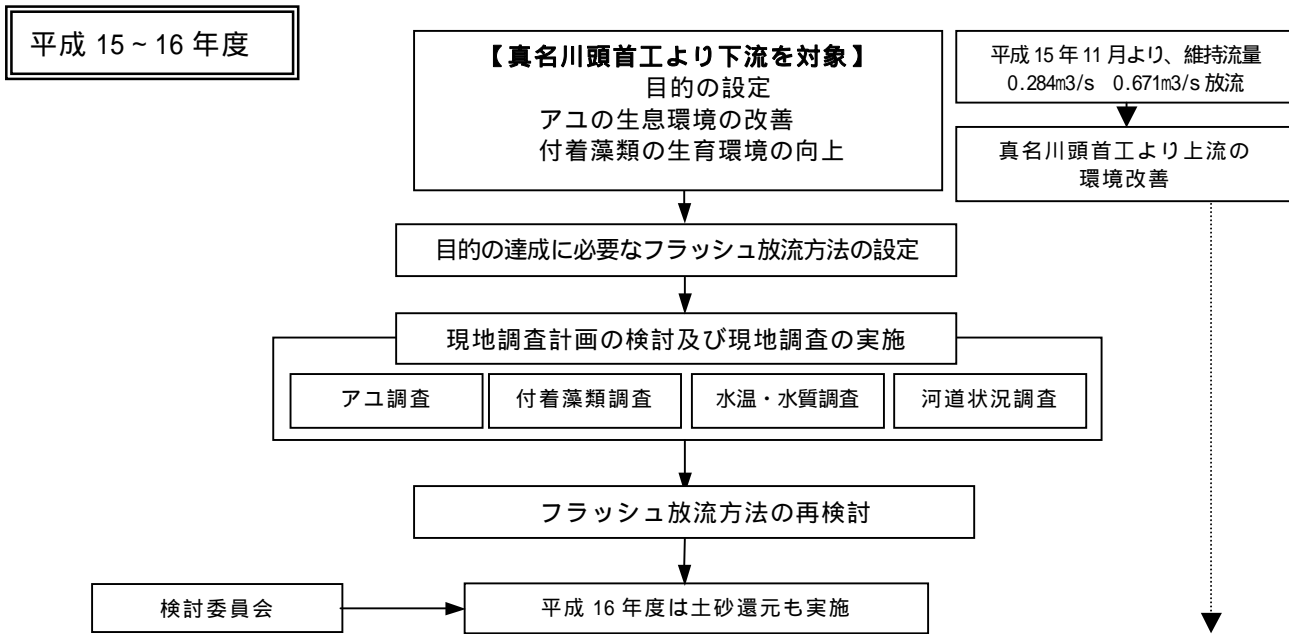 平成 15～16 年度
【真名川頭首工より下流を対象】
目的の設定
アユの生息環境の改善
付着藻類の生育環境の向上
平成 15 年 11 月より、維持流量
0.284m3/s　0.671m3/s 放流
真名川頭首工より上流の
環境改善
目的の達成に必要なフラッシュ放流方法の設定
現地調査計画の検討及び現地調査の実施
アユ調査
付着藻類調査
水温・水質調査
河道状況調査
フラッシュ放流方法の再検討
検討委員会
平成 16 年度は土砂還元も実施